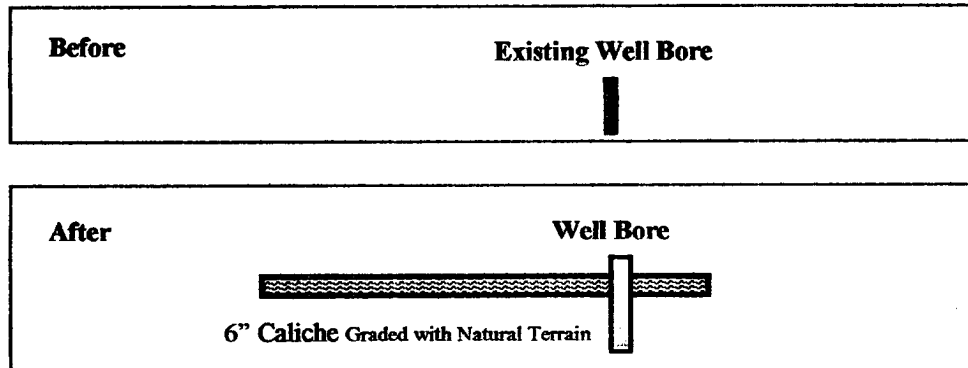 Before
Existing Well Bore
After
Well Bore
6” Caliche Graded with Natural Terrain